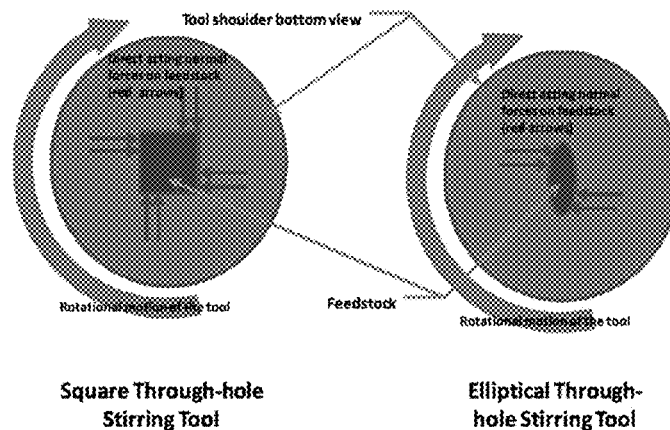 Tool shoulder bottom view
Direct acting normal
forces on feedstock
(red arrows)
Direct acting normal
forces on feedstock
(red arrows)
Feedstock
Rotational motion of the tool
Rotational motion of the tool
Square Through-hole
Stirring Tool
Elliptical Through-
hole Stirring Tool